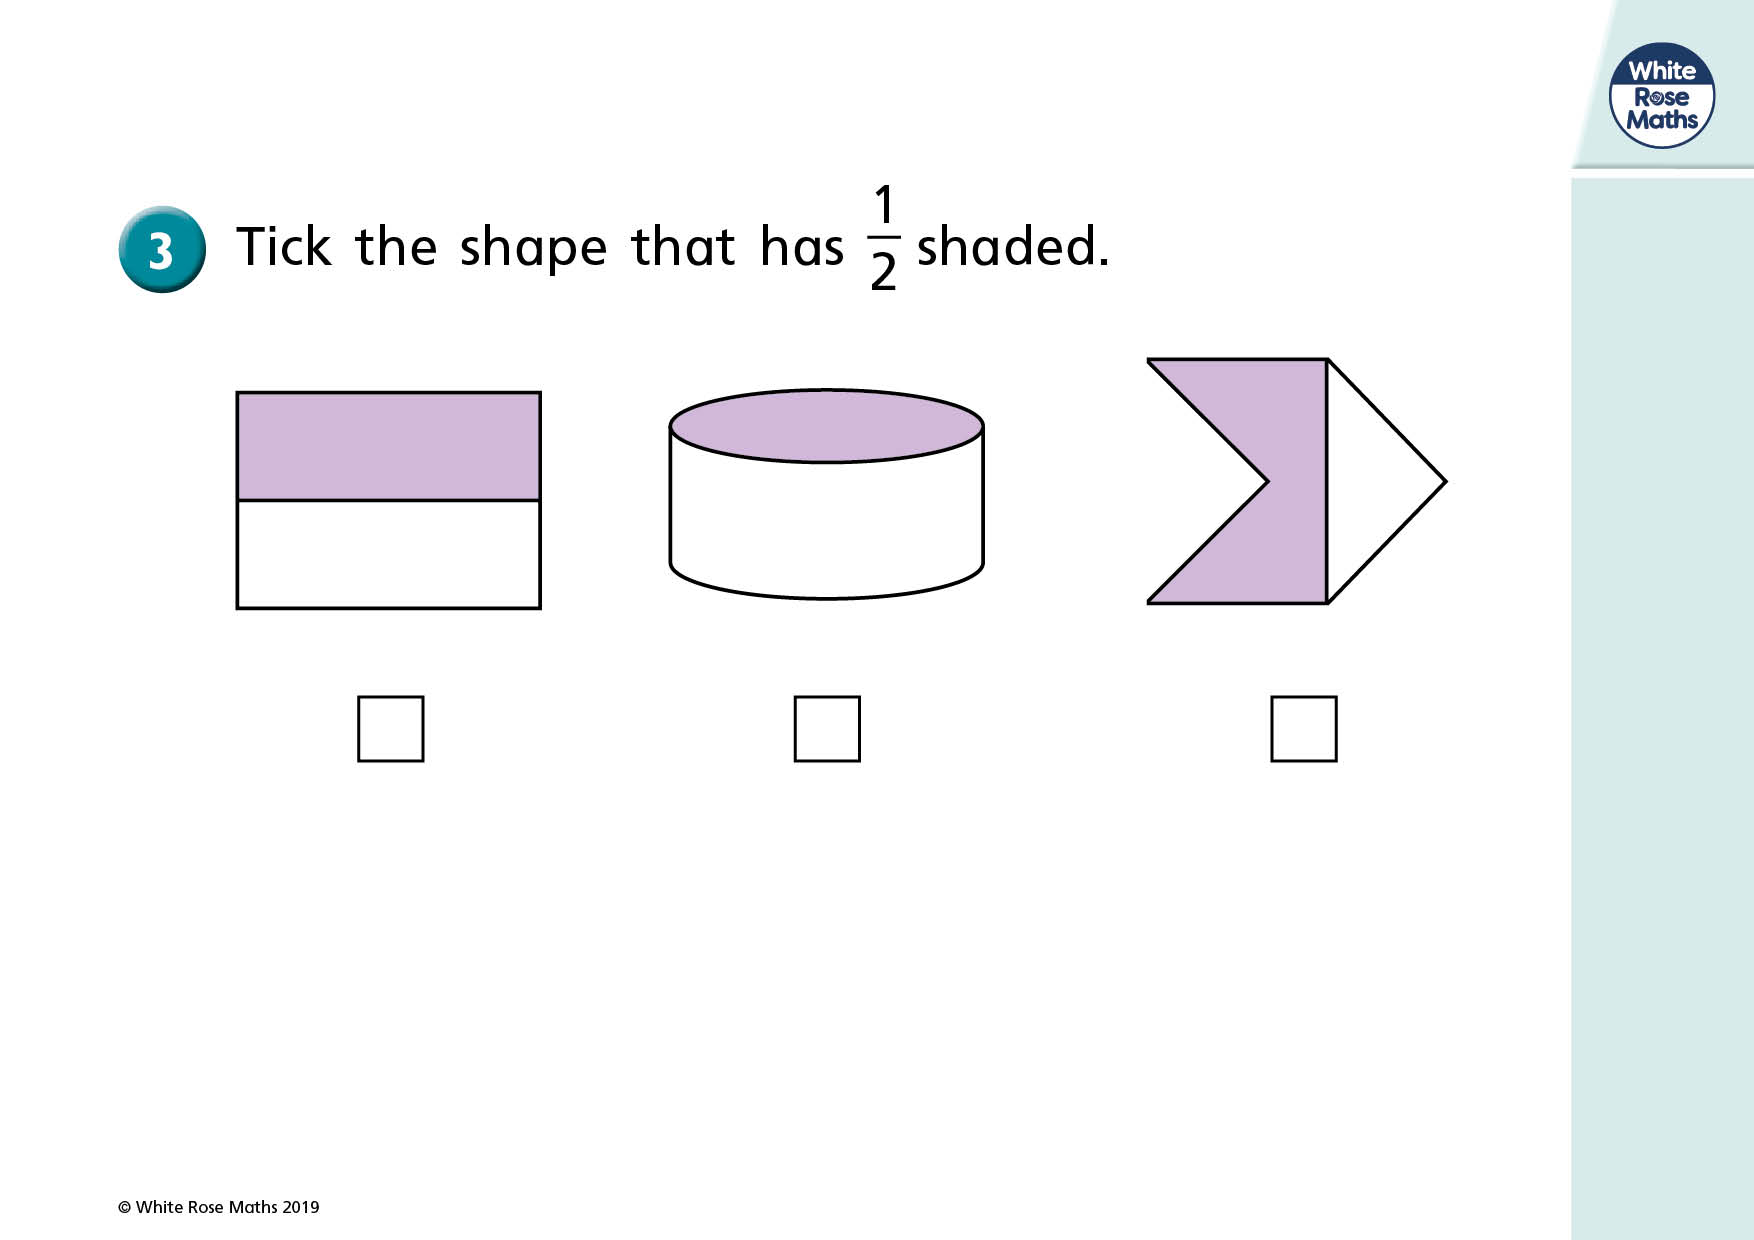 White
Rose
Maths
3 Tick the shape that has 1/2 shaded.
© White Rose Maths 2019